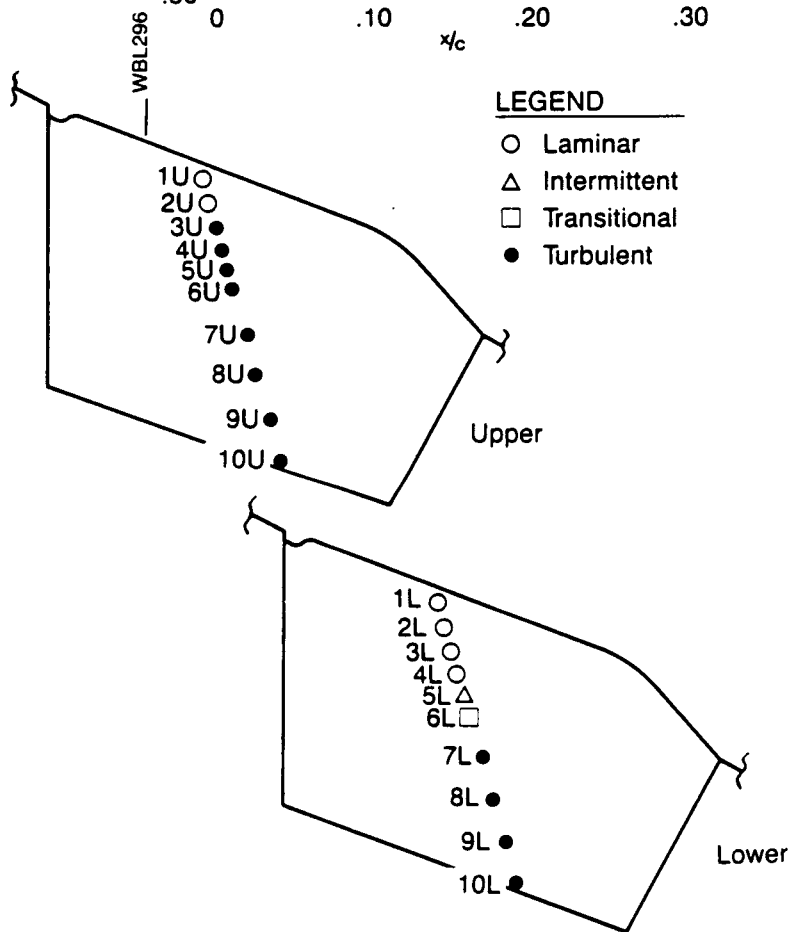 0 .10 .20 .30
x/c
WBL296
LEGEND
Laminar
Intermittent
Transitional
Turbulent
1U
2U
3U
4U
5U
6U
7U
8U
9U
10U
Upper
1L
2L
3L
4L
5L
6L
7L
8L
9L
10L
Lower